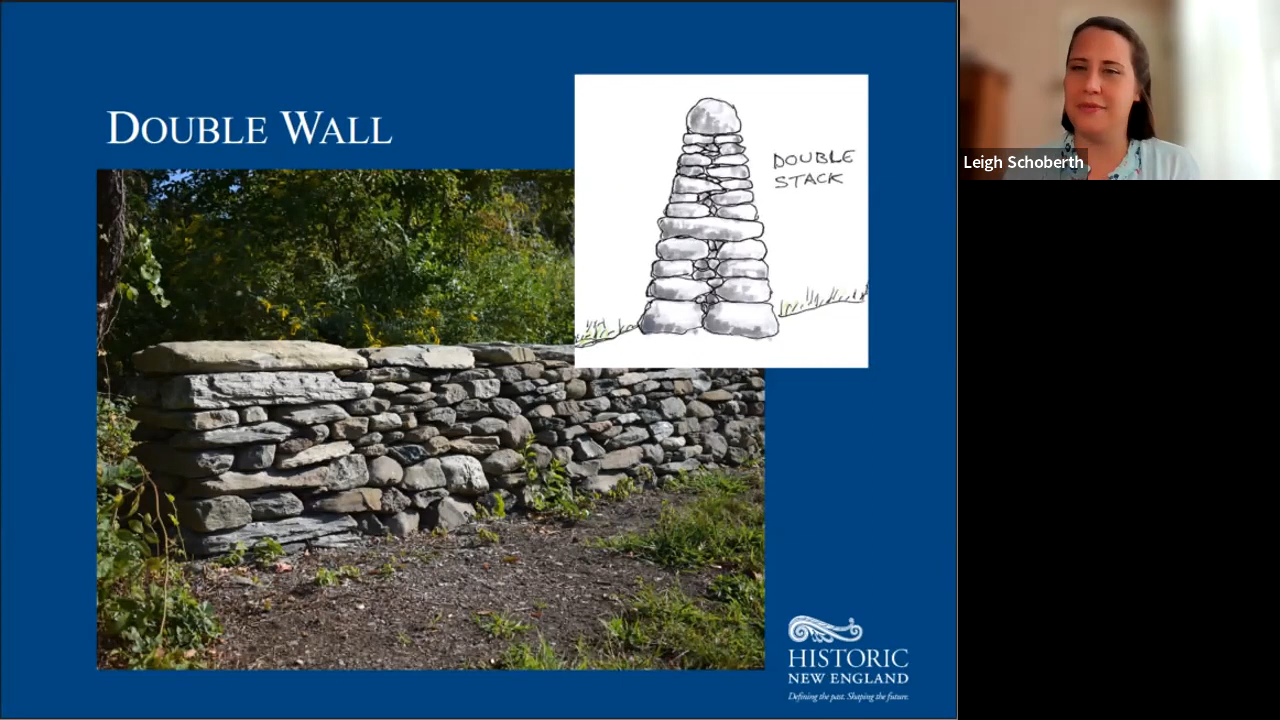 DOUBLE WALL
DOUBLE
STACK
Leigh Schoberth
HISTORIC
NEW ENGLAND
Defining the past. Shaping the future.